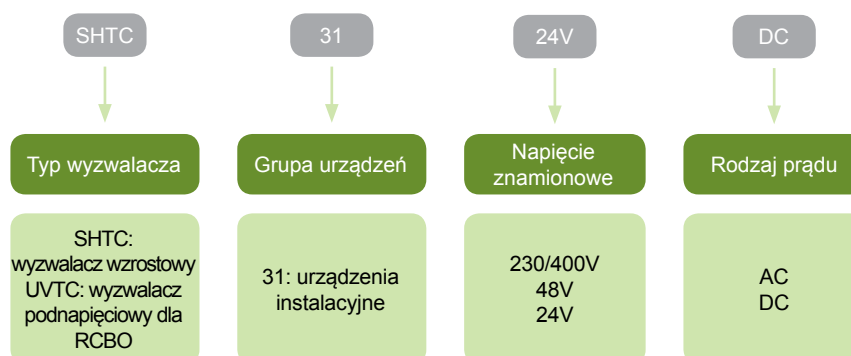 SHTC
31
24V
DC
Typ wyzwalacza
Grupa urządzeń
Napięcie
znamionowe
Rodzaj prądu
SHTC:
wyzwalacz wzrostowy
UVTC: wyzwalacz
podnapięciowy dla
RCBO
31: urządzenia
instalacyjne
230/400V
48V
24V
AC
DC